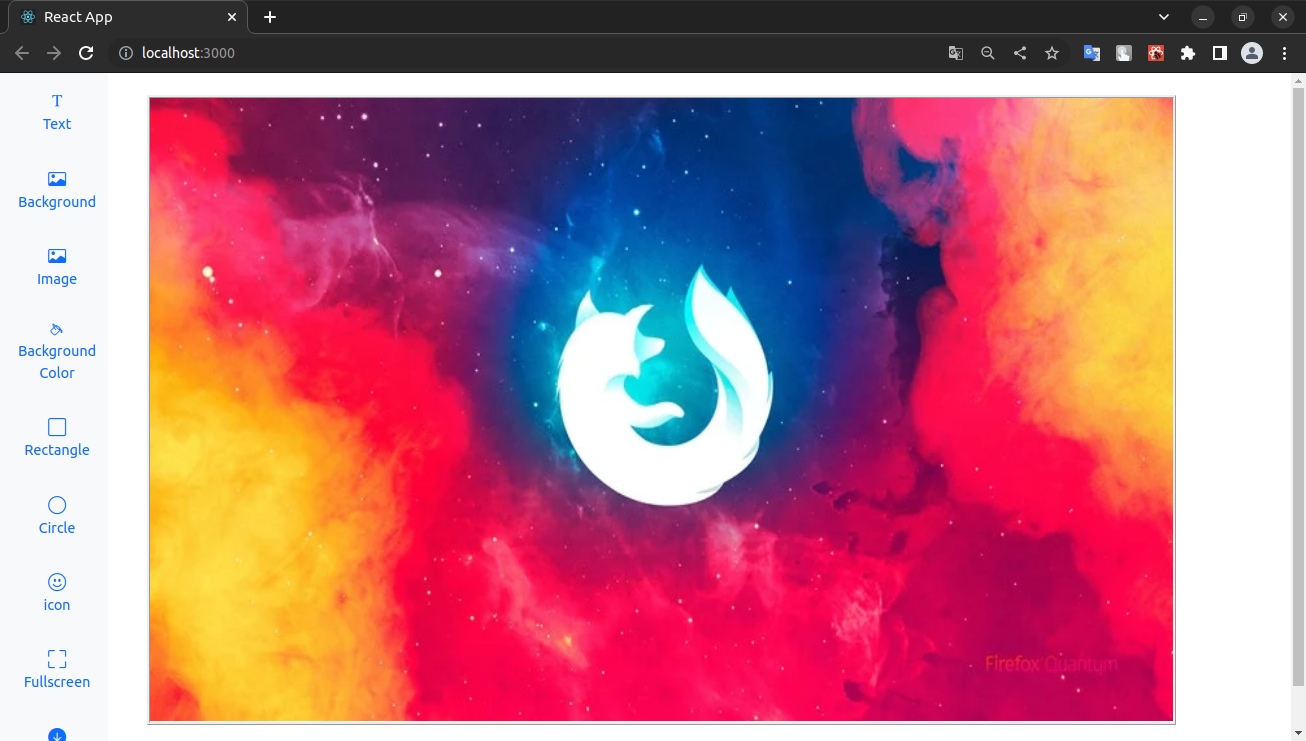 React App
localhost:3000
T
Text
Background
Image
Background
Color
Rectangle
Circle
icon
Fullscreen
Firefox Quantum